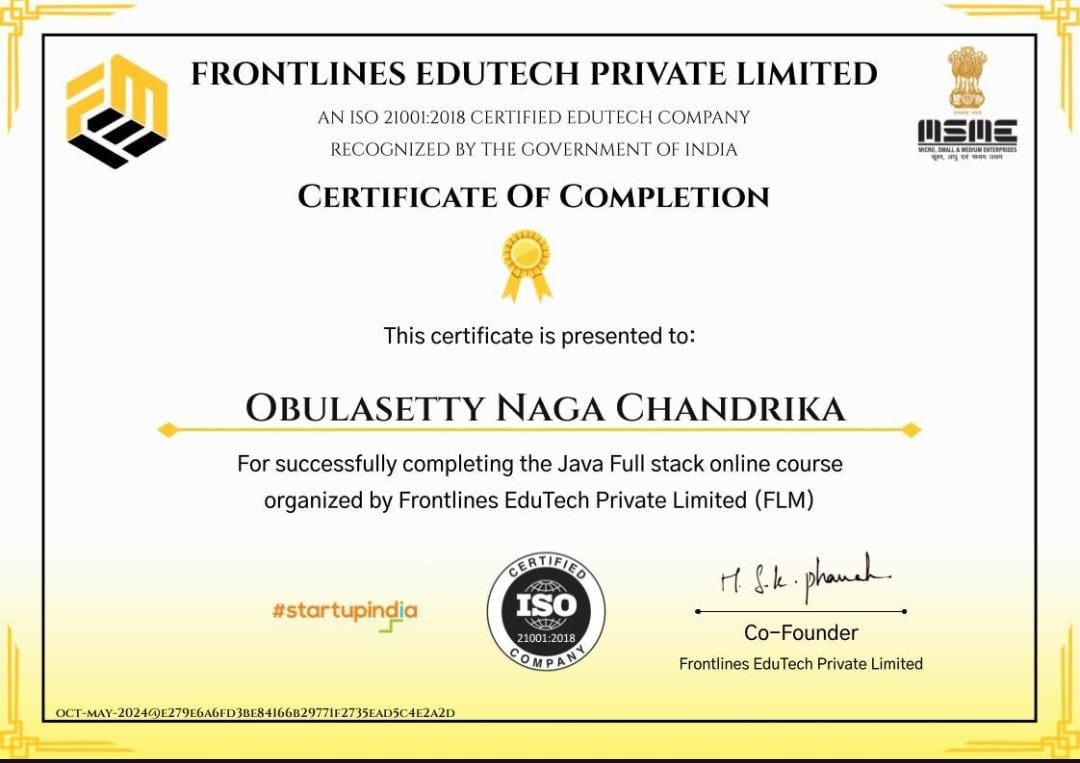 FRONTLINES EDUTECH PRIVATE LIMITED
AN ISO 21001:2018 CERTIFIED EDUTECH COMPANY
RECOGNIZED BY THE GOVERNMENT OF INDIA
MSME
MICRO, SMALL & MEDIUM ENTERPRISES
सूक्ष्म, लघु एवं मध्यम उद्यम
CERTIFICATE OF COMPLETION
This certificate is presented to:
OBULASETTY NAGA CHANDRIKA
For successfully completing the Java Full stack online course
organized by Frontlines EduTech Private Limited (FLM)
#startupindia
CERTIFIED
ISO
21001:2018
COMPANY
M. S. k.
Co-Founder
Frontlines EduTech Private Limited
OCT-MAY-2024@E279E6A6FD3BE84166B29771F2735EAD5C4E2A2D